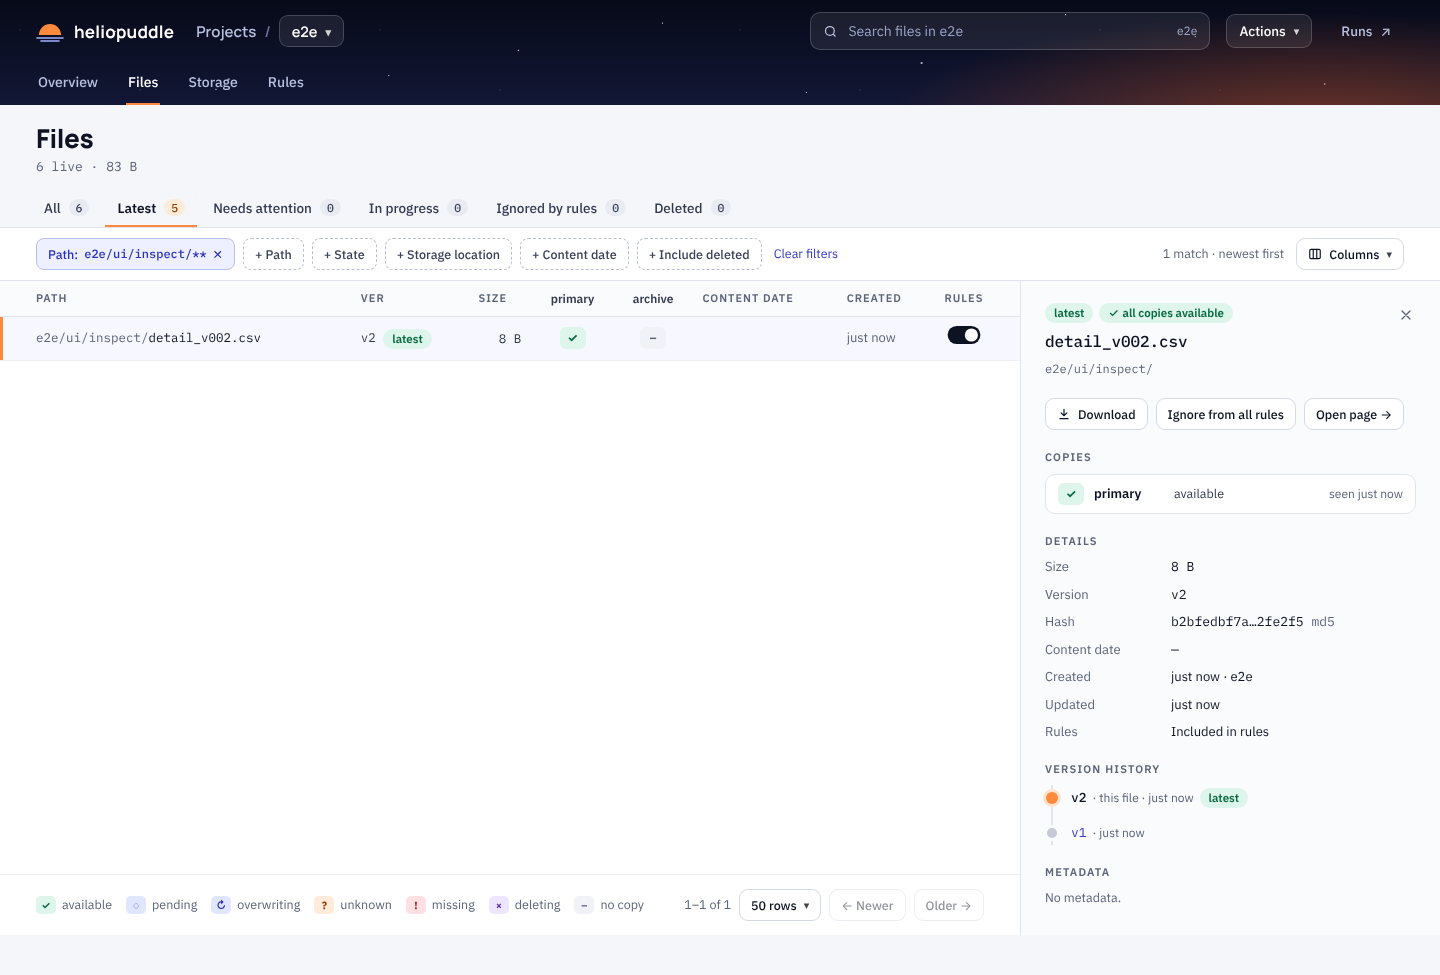 heliopuddle Projects / e2e ▾ Search files in e2e e2e Actions ▾ Runs ↗
Overview Files Storage Rules
Files
6 live · 83 B
All 6 Latest 5 Needs attention 0 In progress 0 Ignored by rules 0 Deleted 0
Path: e2e/ui/inspect/** × + Path + State + Storage location + Content date + Include deleted Clear filters 1 match · newest first Columns ▾
PATH VER SIZE primary archive CONTENT DATE CREATED RULES
e2e/ui/inspect/detail_v002.csv v2 latest 8 B ✓ – just now
latest ✓ all copies available ×
detail_v002.csv
e2e/ui/inspect/
Download Ignore from all rules Open page →
COPIES
✓ primary available seen just now
DETAILS
Size 8 B
Version v2
Hash b2bfedbf7a…2fe2f5 md5
Content date —
Created just now · e2e
Updated just now
Rules Included in rules
VERSION HISTORY
v2 · this file · just now latest
v1 · just now
METADATA
No metadata.
✓ available ○ pending ↻ overwriting ? unknown ! missing × deleting – no copy 1–1 of 1 50 rows ▾ ← Newer Older →